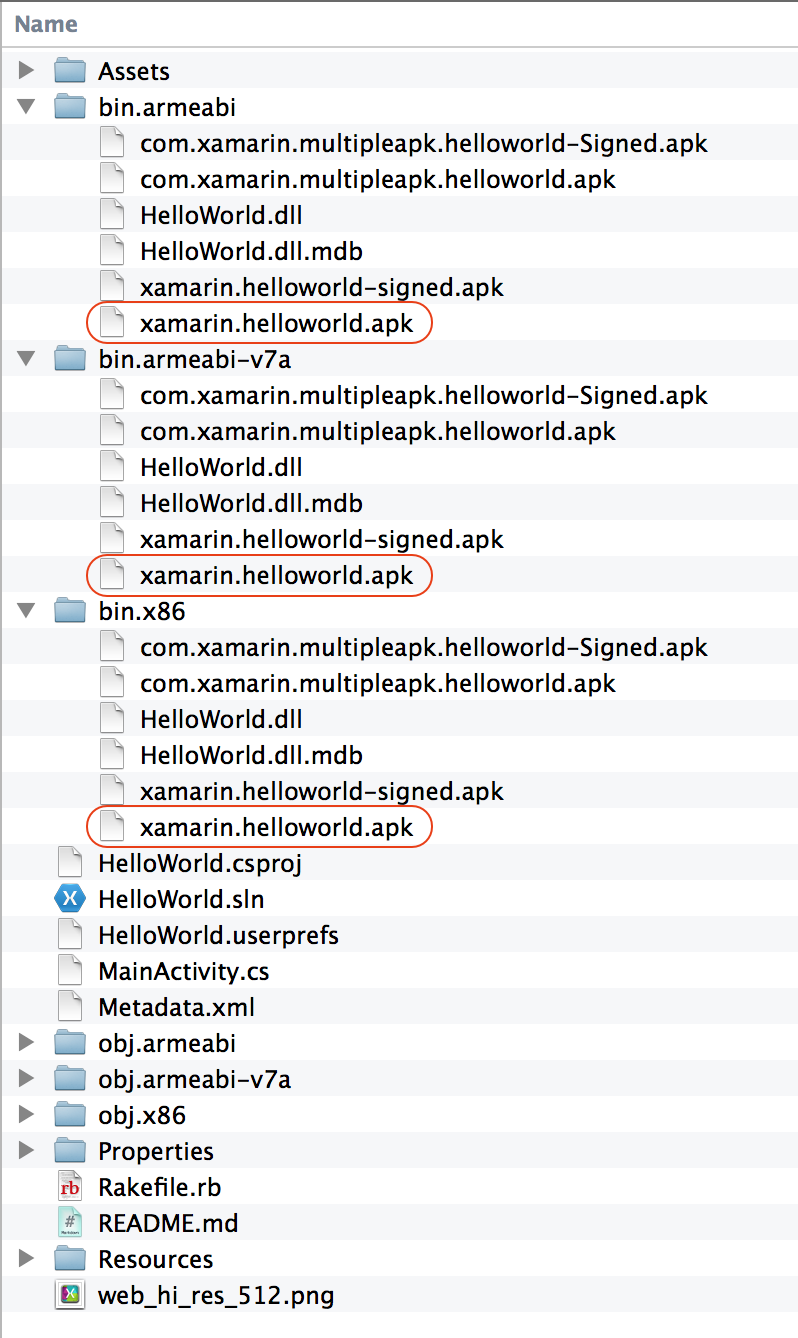 Name
Assets
bin.armeabi
com.xamarin.multipleapk.helloworld-Signed.apk
com.xamarin.multipleapk.helloworld.apk
HelloWorld.dll
HelloWorld.dll.mdb
xamarin.helloworld-signed.apk
xamarin.helloworld.apk
bin.armeabi-v7a
com.xamarin.multipleapk.helloworld-Signed.apk
com.xamarin.multipleapk.helloworld.apk
HelloWorld.dll
HelloWorld.dll.mdb
xamarin.helloworld-signed.apk
xamarin.helloworld.apk
bin.x86
com.xamarin.multipleapk.helloworld-Signed.apk
com.xamarin.multipleapk.helloworld.apk
HelloWorld.dll
HelloWorld.dll.mdb
xamarin.helloworld-signed.apk
xamarin.helloworld.apk
HelloWorld.csproj
X HelloWorld.sln
HelloWorld.userprefs
MainActivity.cs
Metadata.xml
obj.armeabi
obj.armeabi-v7a
obj.x86
Properties
rb Rakefile.rb
# README.md
Resources
X web_hi_res_512.png